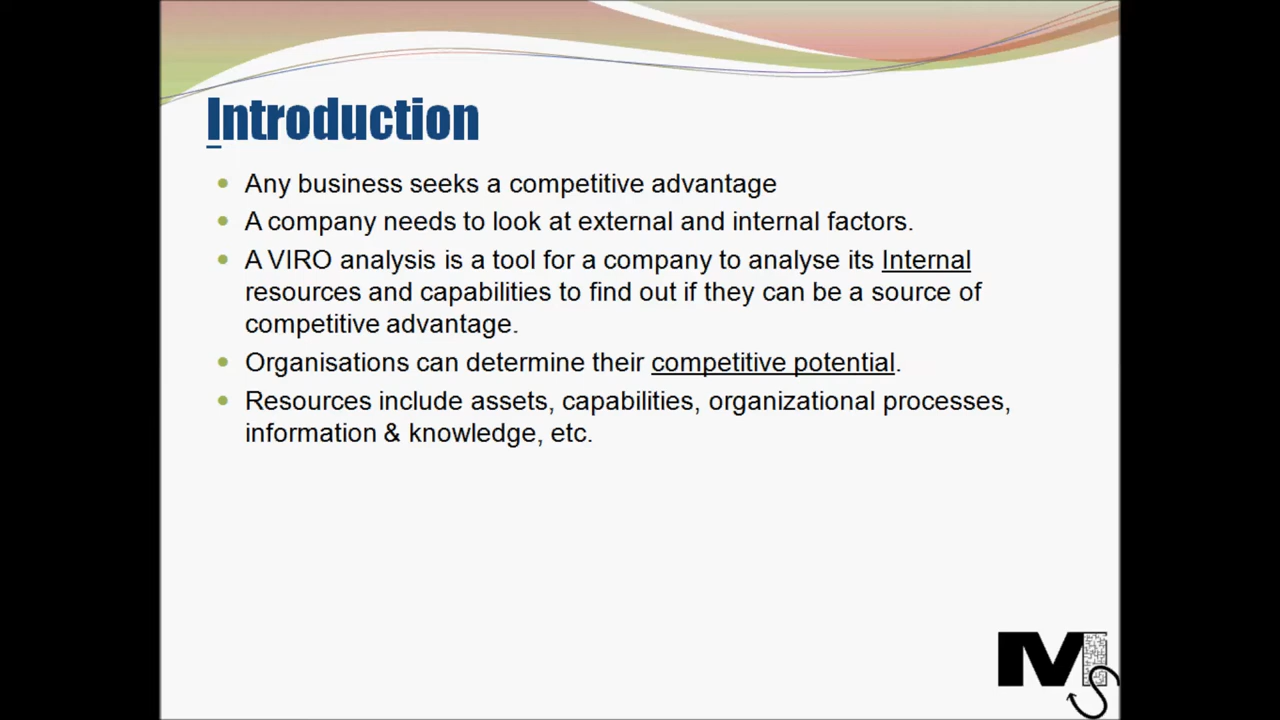 Introduction
Any business seeks a competitive advantage
A company needs to look at external and internal factors.
A VIRO analysis is a tool for a company to analyse its Internal
resources and capabilities to find out if they can be a source of
competitive advantage.
Organisations can determine their competitive potential.
Resources include assets, capabilities, organizational processes,
information & knowledge, etc.